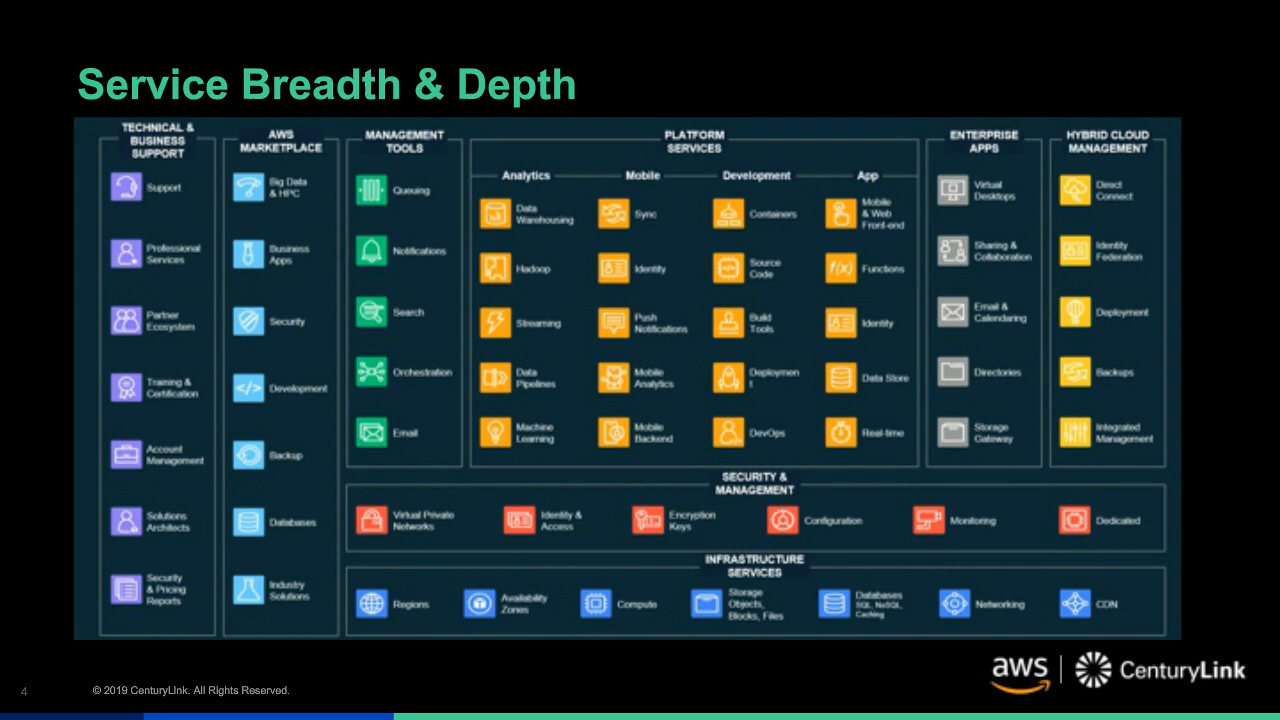 Service Breadth & Depth
TECHNICAL &
BUSINESS
SUPPORT
Support
Professional
Services
Partner
Ecosystem
Training &
Certification
Account
Management
Solutions
Architects
Security
& Pricing
Reports
AWS
MARKETPLACE
Big Data
& HPC
Business
Apps
Security
Development
Backup
Databases
Industry
Solutions
MANAGEMENT
TOOLS
Queuing
Notifications
Search
Orchestration
Email
PLATFORM
SERVICES
Analytics
Data
Warehousing
Hadoop
Streaming
Data
Pipelines
Machine
Learning
Mobile
Sync
Identity
Push
Notifications
Mobile
Analytics
Mobile
Backend
Development
Containers
Source
Code
Build
Tools
Deploymen
t
DevOps
App
Mobile
& Web
Front-end
f(x)
Functions
Identity
Data Store
Real-time
ENTERPRISE
APPS
Virtual
Desktops
Sharing &
Collaboration
Email &
Calendaring
Directories
Storage
Gateway
HYBRID CLOUD
MANAGEMENT
Direct
Connect
Identity
Federation
Deployment
Backups
Integrated
Management
SECURITY &
MANAGEMENT
Virtual Private
Networks
Identity &
Access
Encryption
Keys
Configuration
Monitoring
Dedicated
INFRASTRUCTURE
SERVICES
Regions
Availability
Zones
Compute
Storage
Objects,
Blocks, Files
Databases
SQL, NoSQL,
Caching
Networking
CDN
4
© 2019 CenturyLInk. All Rights Reserved.
aws
CenturyLink